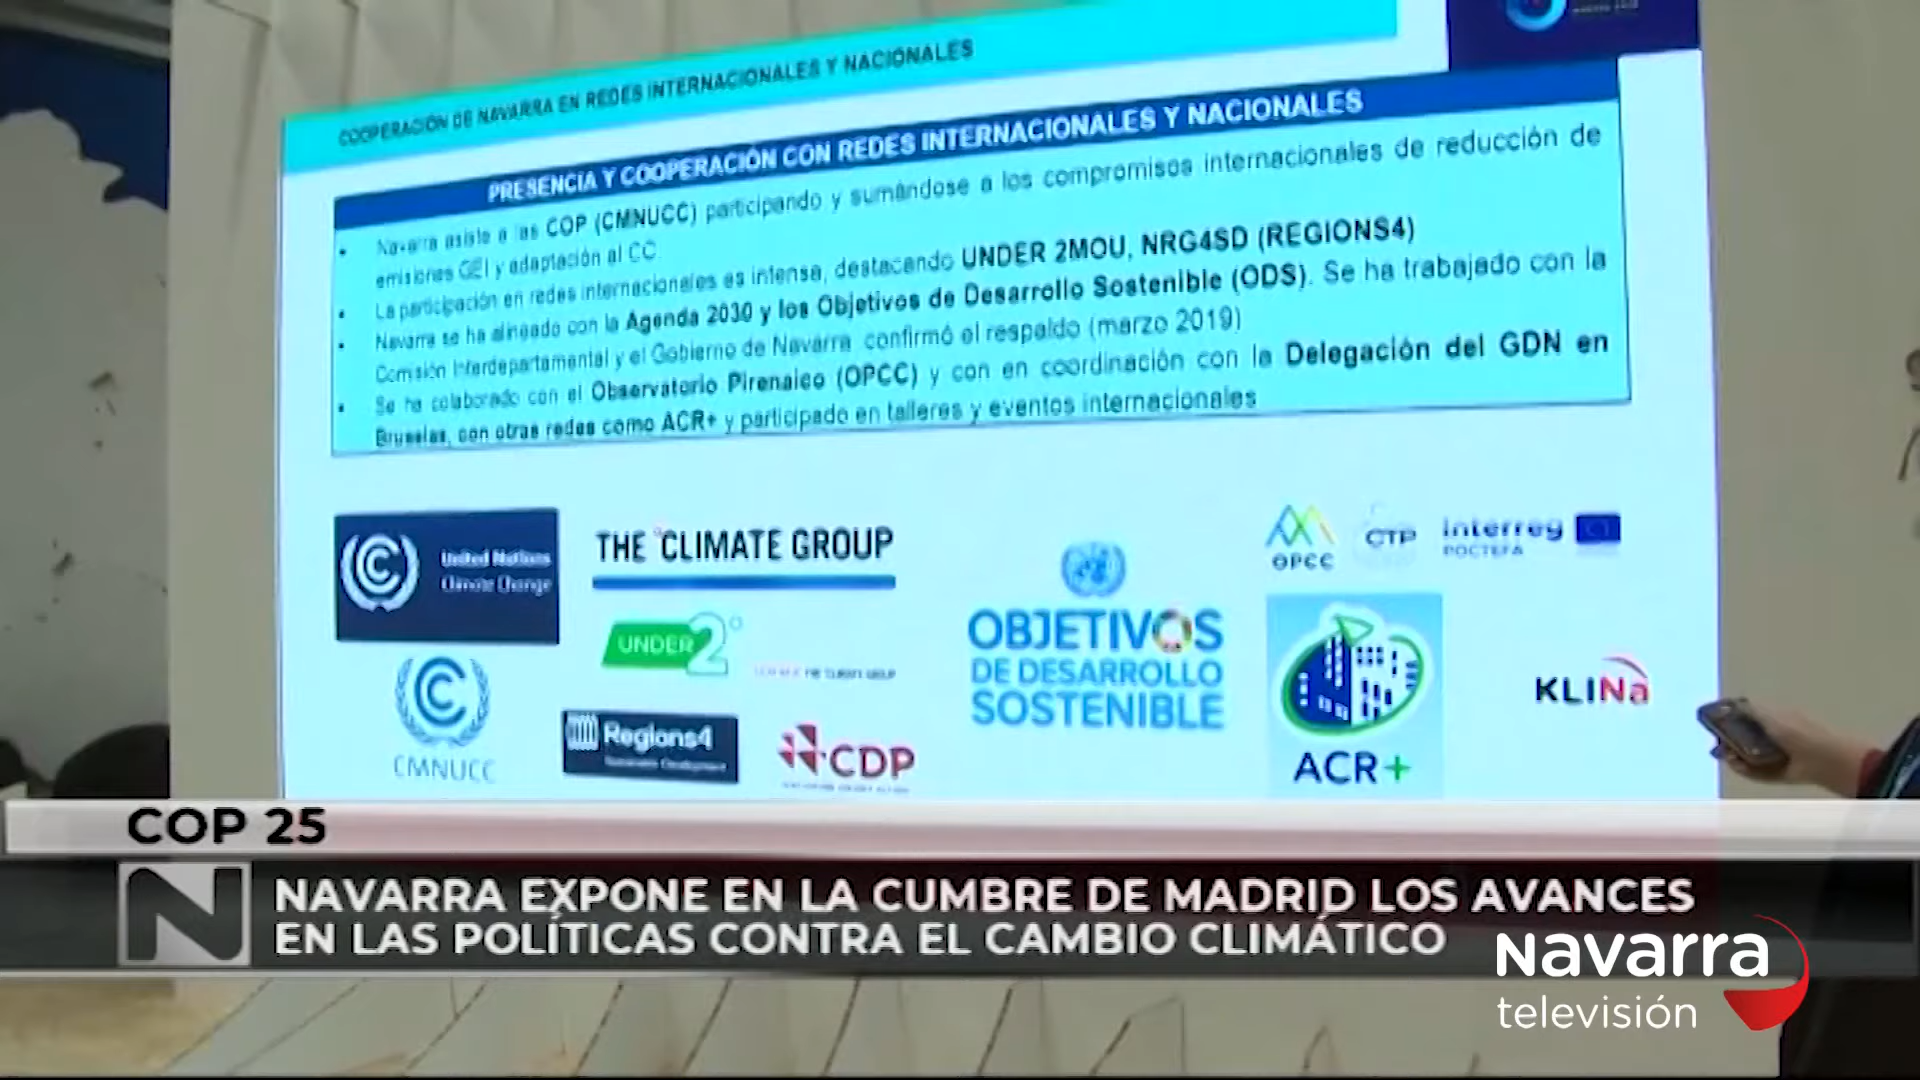 COOPERACIÓN DE NAVARRA EN REDES INTERNACIONALES Y NACIONALES
PRESENCIA Y COOPERACIÓN CON REDES INTERNACIONALES Y NACIONALES
Navarra asiste a las COP (CMNUCC) participando y sumándose a los compromisos internacionales de reducción de
emisiones GEI y adaptación al CC.
La participación en redes internacionales es intensa, destacando UNDER 2MOU, NRG4SD (REGIONS4)
Navarra se ha alineado con la Agenda 2030 y los Objetivos de Desarrollo Sostenible (ODS). Se ha trabajado con la
Comisión Interdepartamental y el Gobierno de Navarra confirmó el respaldo (marzo 2019)
Se ha colaborado con el Observatorio Pirenaico (OPCC) y con en coordinación con la Delegación del GDN en
Bruselas, con otras redes como ACR+ y participado en talleres y eventos internacionales
United Nations
Climate Change
THE CLIMATE GROUP
OPCC
CTP
Interreg
POCTEFA
UNDER2°
THE CLIMATE GROUP
OBJETIVOS
DE DESARROLLO
SOSTENIBLE
CMNUCC
Regions4
Sustainable Development
CDP
ACR+
KLINa
COP 25
N NAVARRA EXPONE EN LA CUMBRE DE MADRID LOS AVANCES
EN LAS POLÍTICAS CONTRA EL CAMBIO CLIMÁTICO
Navarra
televisión